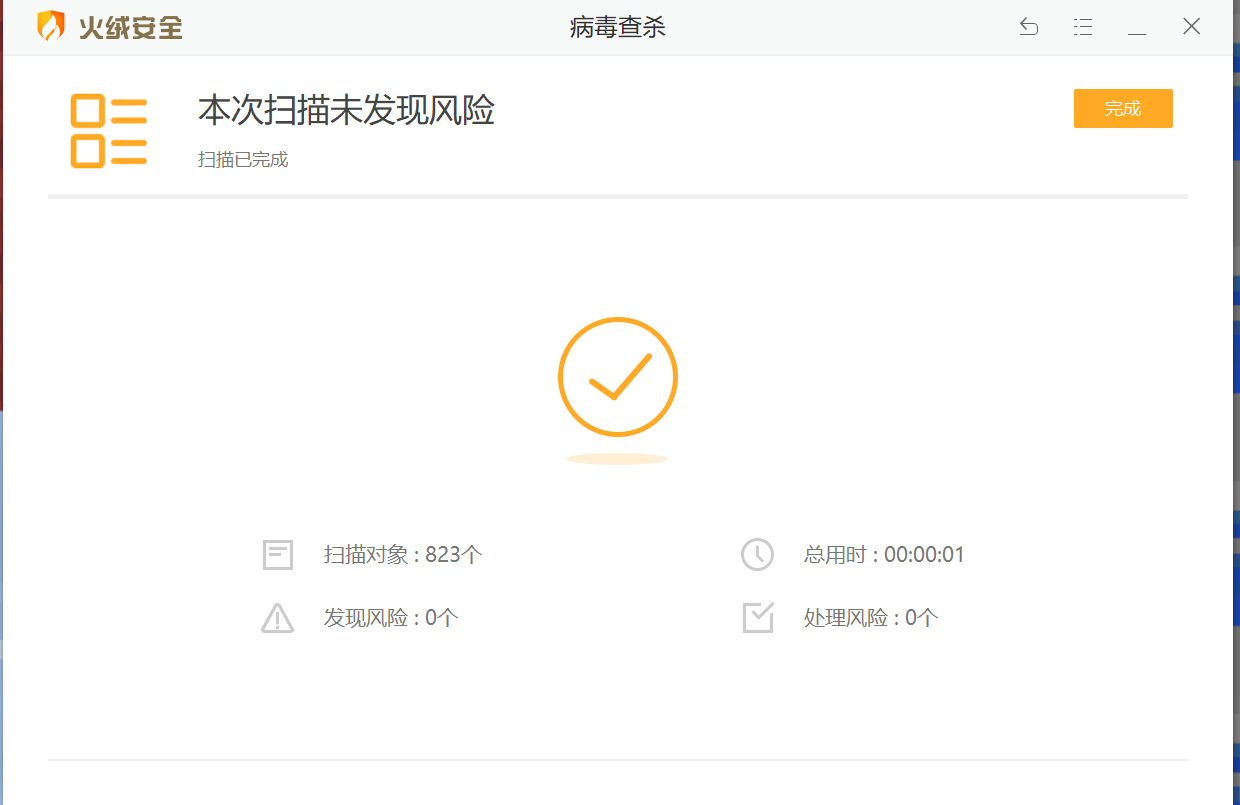 火绒安全
病毒查杀
本次扫描未发现风险
完成
扫描已完成
扫描对象 : 823个
总用时 : 00:00:01
发现风险 : 0个
处理风险 : 0个